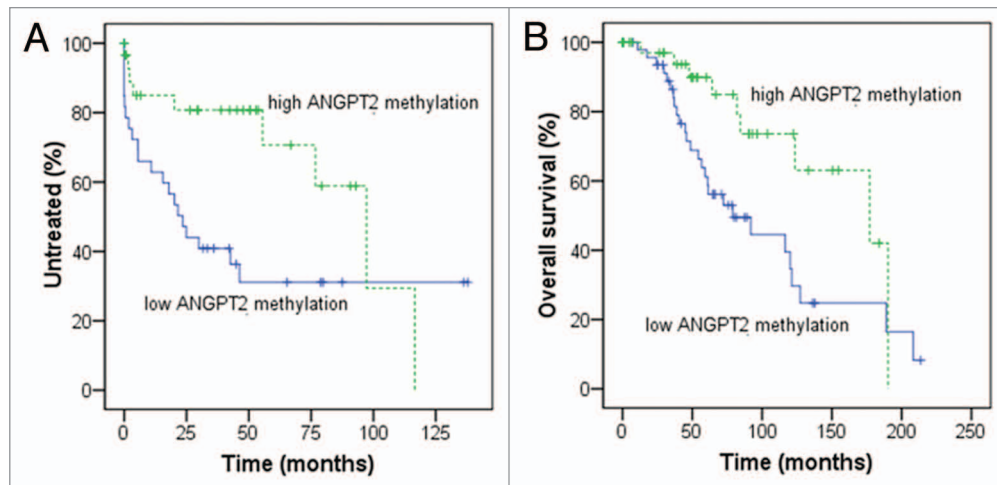 A
Untreated (%)
100
80
60
40
20
0
high ANGPT2 methylation
low ANGPT2 methylation
0 25 50 75 100 125
Time (months)
B
Overall survival (%)
100
80
60
40
20
0
high ANGPT2 methylation
low ANGPT2 methylation
0 50 100 150 200 250
Time (months)